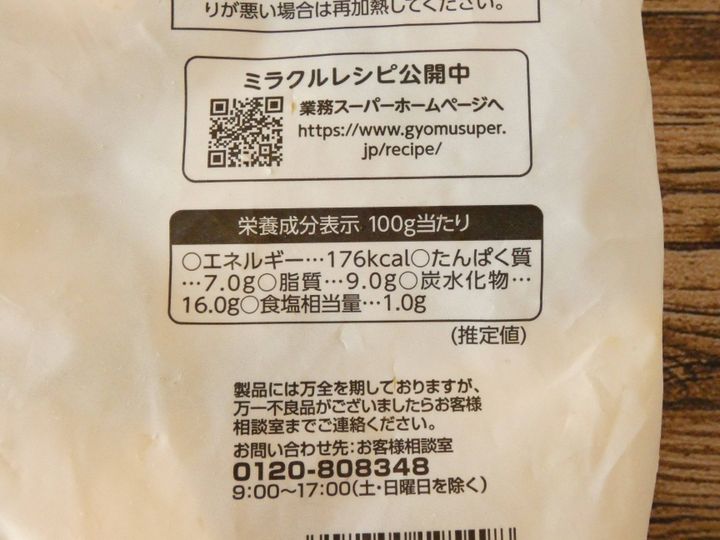 りが悪い場合は再加熱してください。
ミラクルレシピ公開中
業務スーパーホームページへ
https://www.gyomusuper.
jp/recipe/
栄養成分表示 100g当たり
○エネルギー…176kcal○たんぱく質
…7.0g○脂質…9.0g○炭水化物…
16.0g○食塩相当量…1.0g
(推定値)
製品には万全を期しておりますが、
万一不良品がございましたらお客様
相談室までご連絡ください。
お問い合わせ先:お客様相談室
0120-808348
9:00～17:00(土・日曜日を除く)